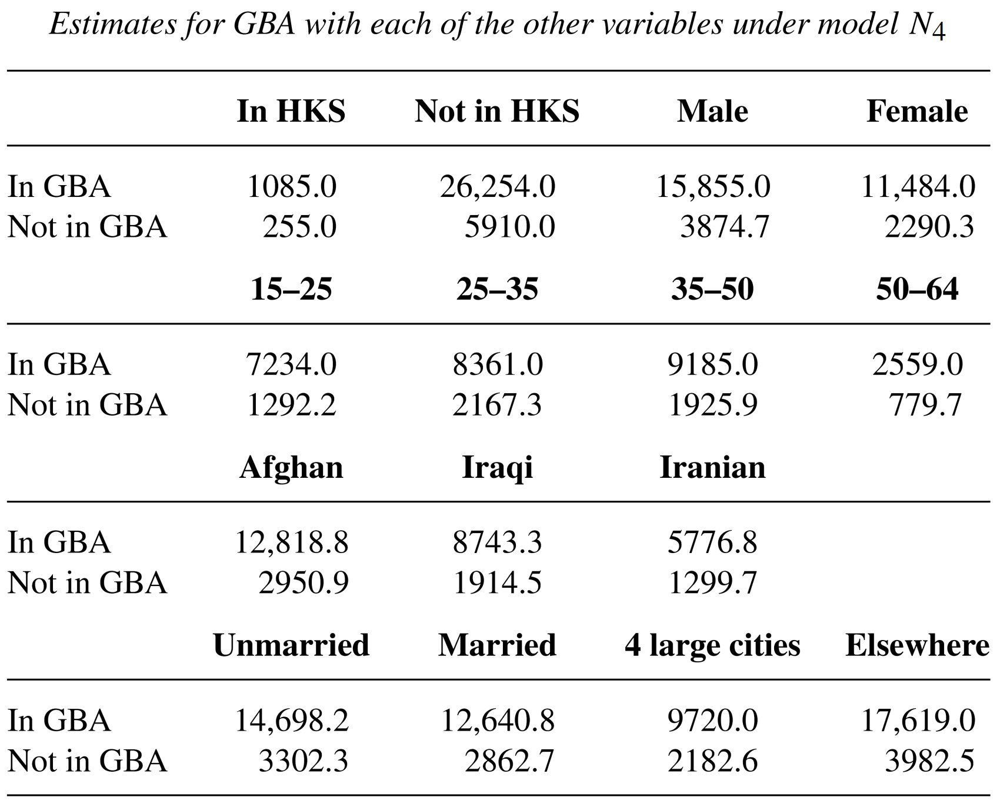 Estimates for GBA with each of the other variables under model N4
In HKS Not in HKS Male Female
In GBA 1085.0 26,254.0 15,855.0 11,484.0
Not in GBA 255.0 5910.0 3874.7 2290.3
15–25 25–35 35–50 50–64
In GBA 7234.0 8361.0 9185.0 2559.0
Not in GBA 1292.2 2167.3 1925.9 779.7
Afghan Iraqi Iranian
In GBA 12,818.8 8743.3 5776.8
Not in GBA 2950.9 1914.5 1299.7
Unmarried Married 4 large cities Elsewhere
In GBA 14,698.2 12,640.8 9720.0 17,619.0
Not in GBA 3302.3 2862.7 2182.6 3982.5